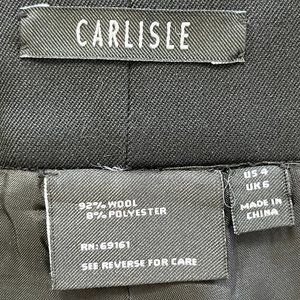 CARLISLE
92% WOOL
8% POLYESTER
RN: 69161
SEE REVERSE FOR CARE
US 4
UK 6
MADE IN
CHINA